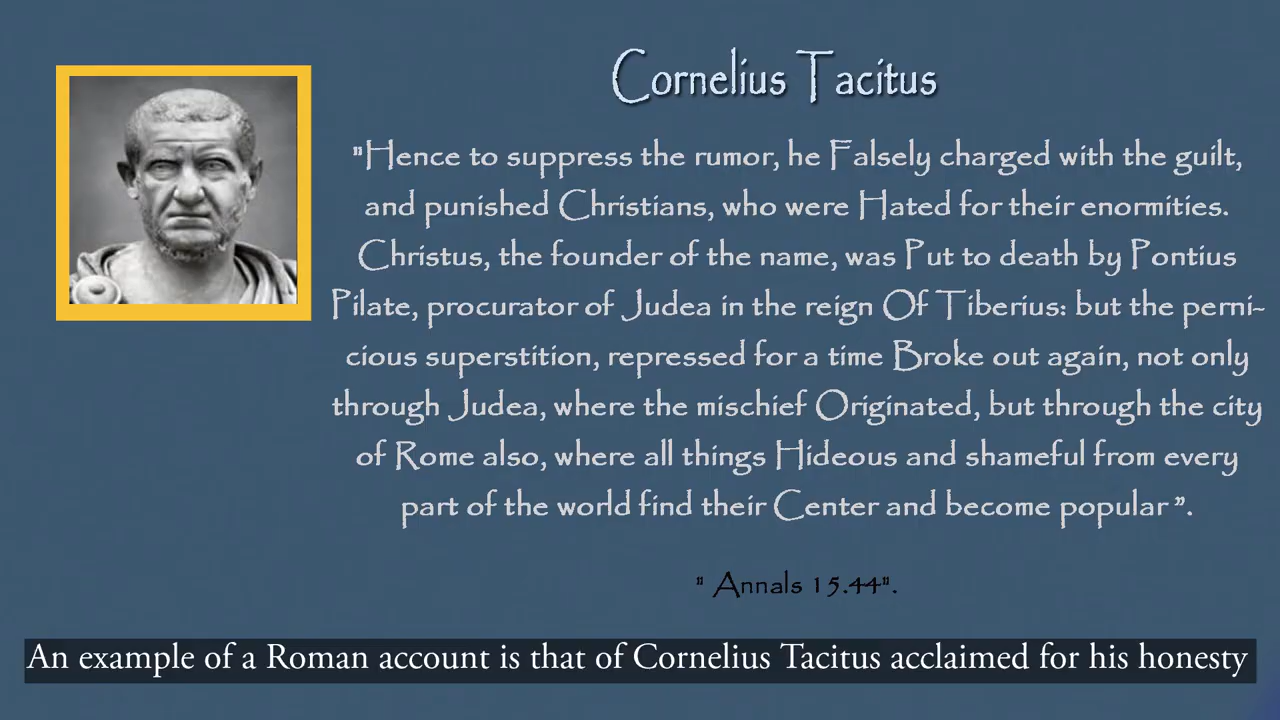 Cornelius Tacitus
"Hence to suppress the rumor, he Falsely charged with the guilt,
and punished Christians, who were Hated for their enormities.
Christus, the founder of the name, was Put to death by Pontius
Pilate, procurator of Judea in the reign Of Tiberius: but the perni-
cious superstition, repressed for a time Broke out again, not only
through Judea, where the mischief Originated, but through the city
of Rome also, where all things Hideous and shameful from every
part of the world find their Center and become popular ”.
" Annals 15.44".
An example of a Roman account is that of Cornelius Tacitus acclaimed for his honesty